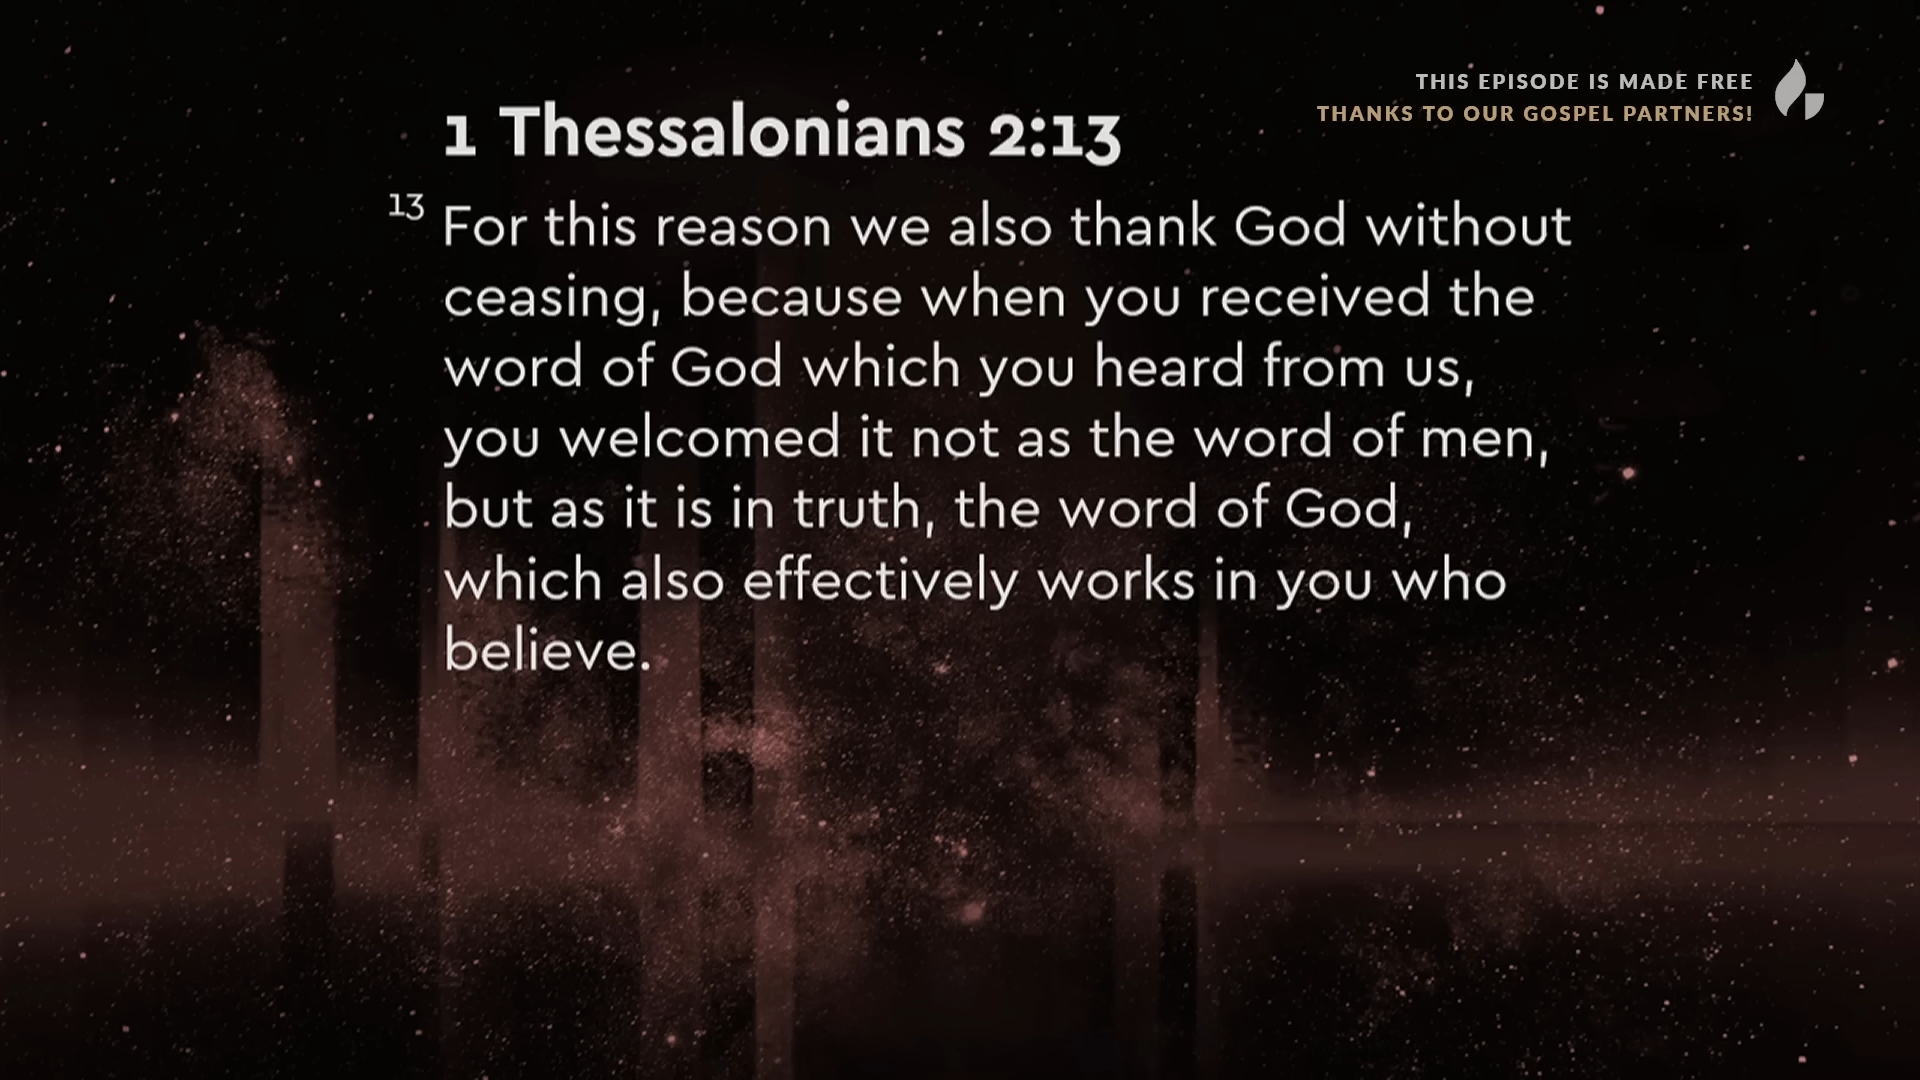 THIS EPISODE IS MADE FREE
THANKS TO OUR GOSPEL PARTNERS!
1 Thessalonians 2:13
13 For this reason we also thank God without
ceasing, because when you received the
word of God which you heard from us,
you welcomed it not as the word of men,
but as it is in truth, the word of God,
which also effectively works in you who
believe.